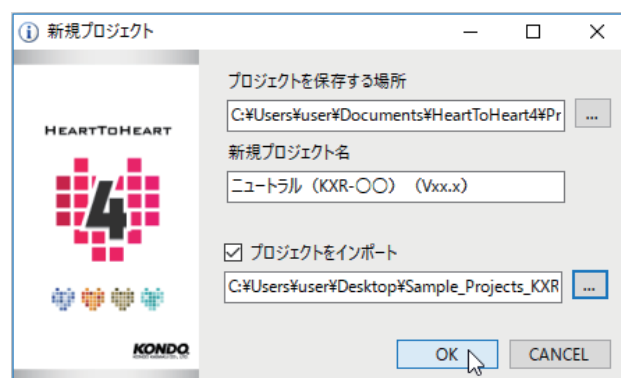 新規プロジェクト
プロジェクトを保存する場所
C:¥Users¥user¥Documents¥HeartToHeart4¥Pr
...
新規プロジェクト名
ニュートラル（KXR-〇〇）（Vxx.x）
プロジェクトをインポート
C:¥Users¥user¥Desktop¥Sample_Projects_KXR
...
OK
CANCEL
HEARTTOHEART
4
KONDO